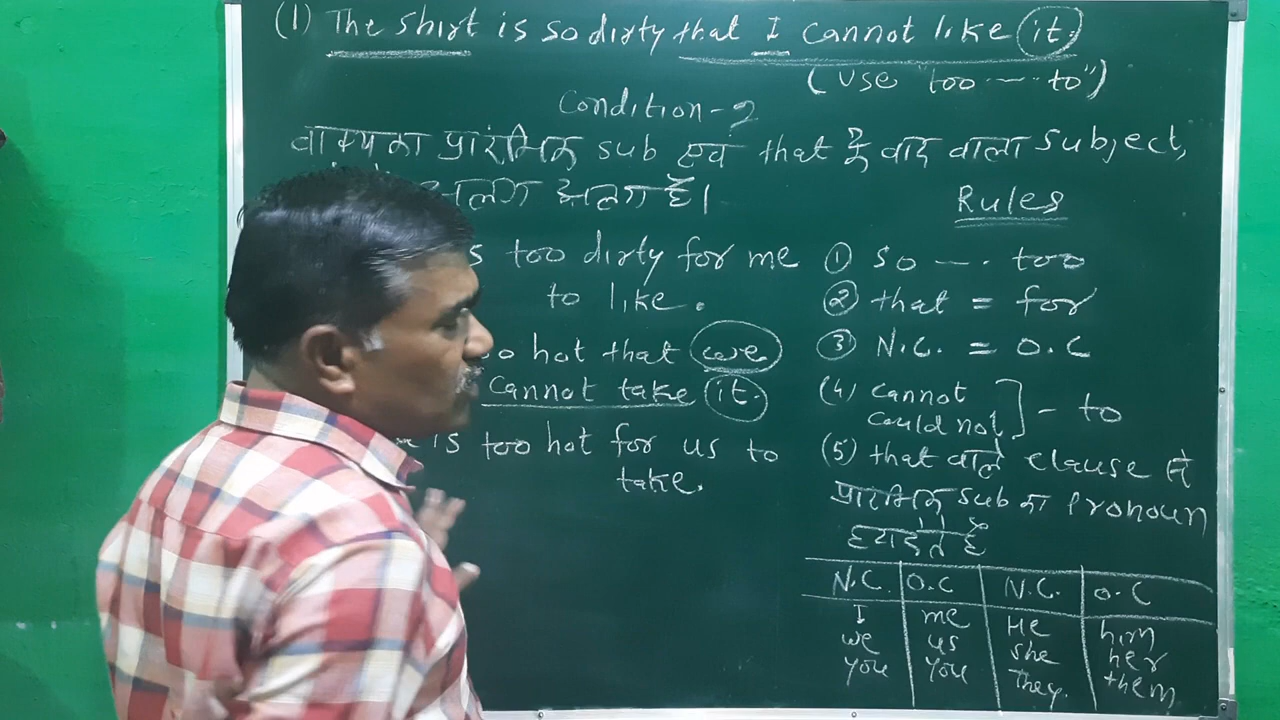 (1) The shirt is so dirty that I cannot like it.
(Use "too ---- to")
Condition-2
वाक्य का प्रारंभिक sub एवं that के बाद वाला subject,
अलग अलग है।
Rules
too dirty for me
to like.
hot that we
cannot take it.
is too hot for us to
take.
① so --- too
② that = for
③ N.C. = O.C
(4) cannot
could not ] - to
(5) that वाले clause से
प्रारंभिक sub का Pronoun
हटा देते हैं
N.C. O.C N.C. O.C
I me He him
we us she her
you you They. them